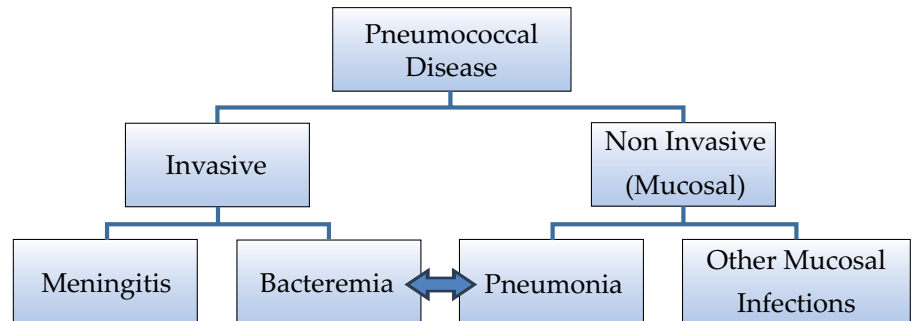 Pneumococcal
Disease
Invasive
Non Invasive
(Mucosal)
Meningitis
Bacteremia
Pneumonia
Other Mucosal
Infections